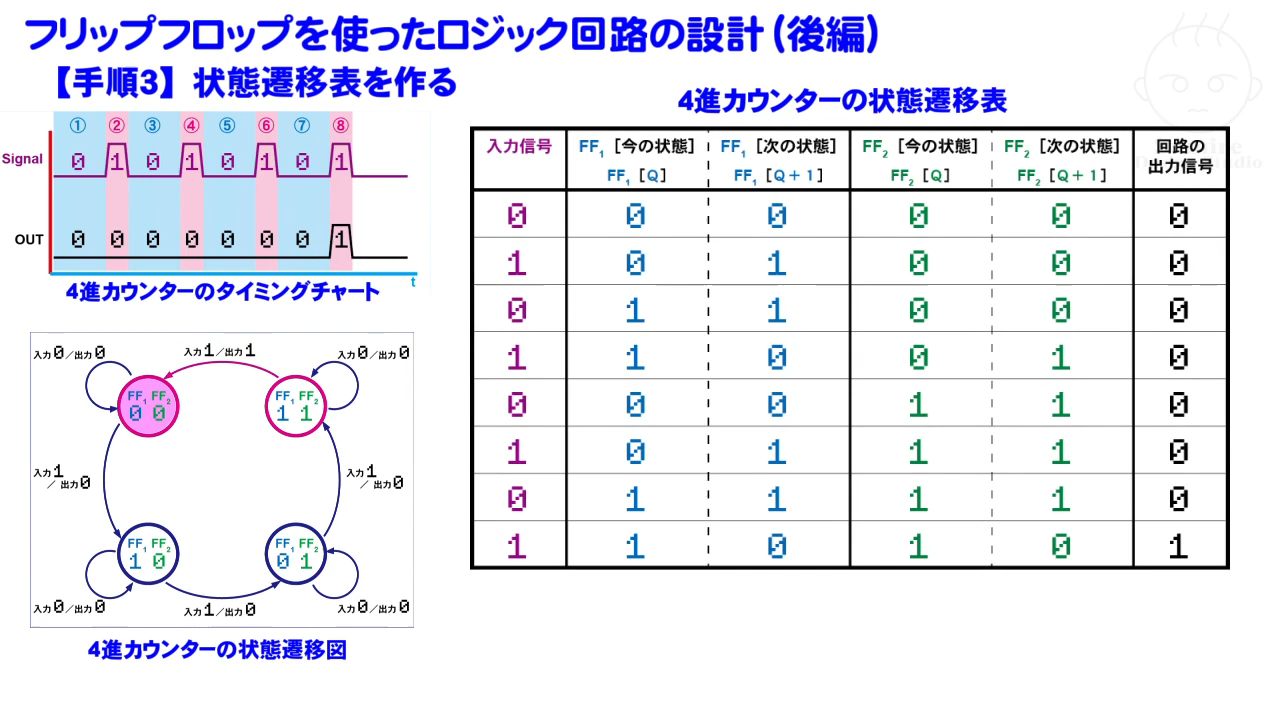 フリップフロップを使ったロジック回路の設計（後編）
【手順3】状態遷移表を作る
① ② ③ ④ ⑤ ⑥ ⑦ ⑧
Signal 0 1 0 1 0 1 0 1
OUT 0 0 0 0 0 0 0 1
t
4進カウンターのタイミングチャート
入力0／出力0
入力1／出力1
入力0／出力0
FF1 FF2
0 0
FF1 FF2
1 1
入力1／出力0
入力1／出力0
FF1 FF2
1 0
FF1 FF2
0 1
入力0／出力0
入力1／出力0
入力0／出力0
4進カウンターの状態遷移図
4進カウンターの状態遷移表
入力信号 FF1［今の状態］ FF1［次の状態］ FF2［今の状態］ FF2［次の状態］ 回路の
FF1［Q］ FF1［Q＋1］ FF2［Q］ FF2［Q＋1］ 出力信号
0 0 0 0 0 0
1 0 1 0 0 0
0 1 1 0 0 0
1 1 0 0 1 0
0 0 0 1 1 0
1 0 1 1 1 0
0 1 1 1 1 0
1 1 0 1 0 1